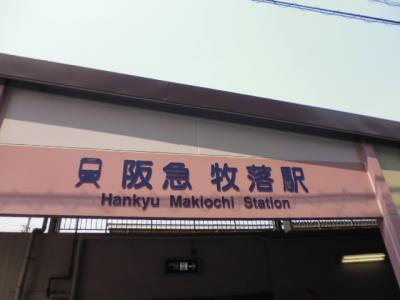 阪急 牧落駅
Hankyu Makiochi Station